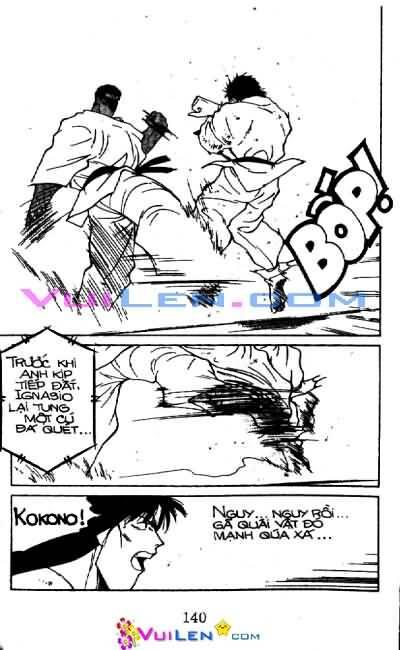 BỐP!
VUILEN.COM
TRƯỚC KHI
ANH KỊP
TIẾP ĐẤT,
IGNASIO
LẠI TUNG
MỘT CÚ
ĐÁ QUÉT...
KOKONO!
NGUY... NGUY RỒI...
GÃ QUÁI VẬT ĐÓ
MẠNH QÚA XÁ...
140
VUILEN.COM